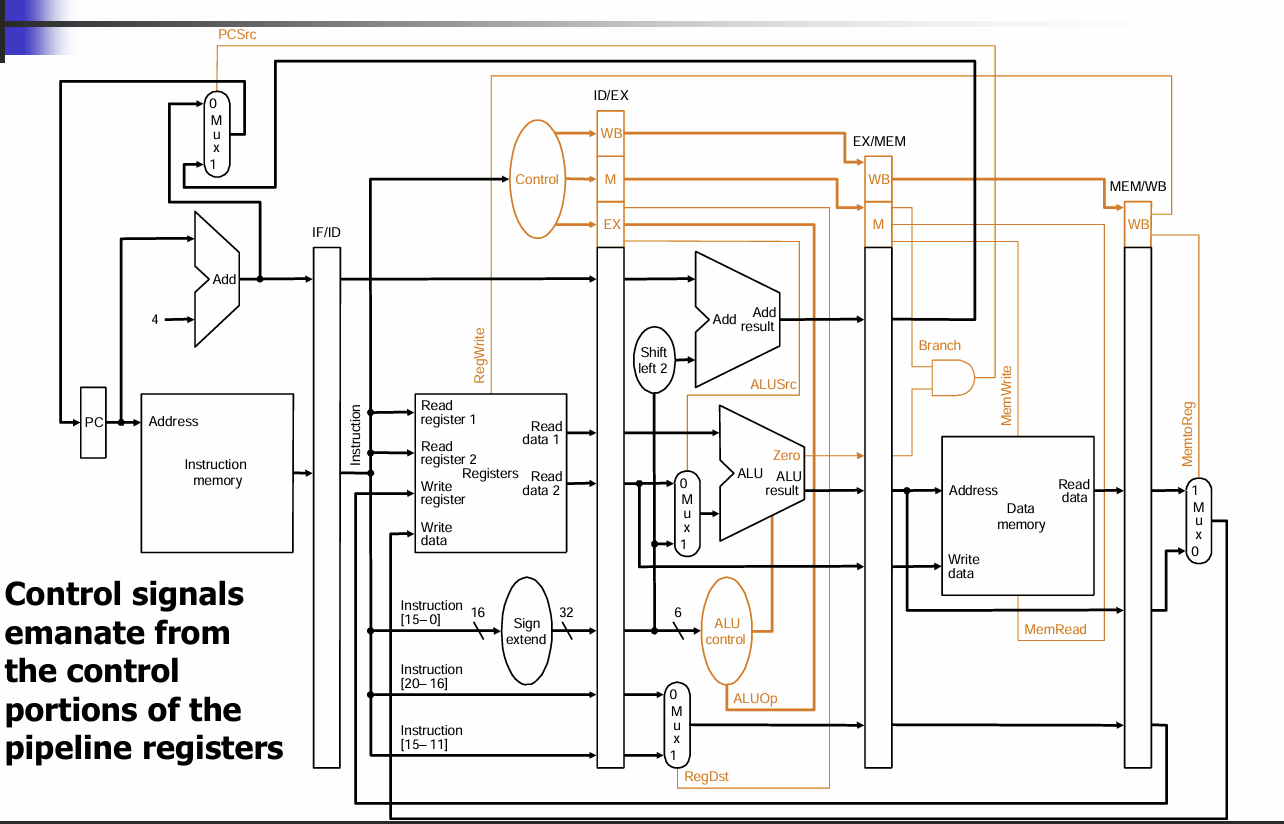 PCSrc
ID/EX
0
M
u
x
1
WB
EX/MEM
Control
M
WB
MEM/WB
EX
M
WB
IF/ID
Add
4
Add
Add
result
RegWrite
Shift
left 2
Branch
ALUSrc
MemWrite
PC
Address
Instruction
memory
Instruction
Read
register 1
Read
register 2
Registers
Write
register
Write
data
Read
data 1
Read
data 2
0
M
u
x
1
Zero
ALU
ALU
result
Address
Read
data
Data
memory
Write
data
MemtoReg
1
M
u
x
0
Control signals
emanate from
the control
portions of the
pipeline registers
Instruction
[15–0]
16
Sign
extend
32
6
ALU
control
MemRead
Instruction
[20–16]
0
M
u
x
1
ALUOp
Instruction
[15–11]
RegDst